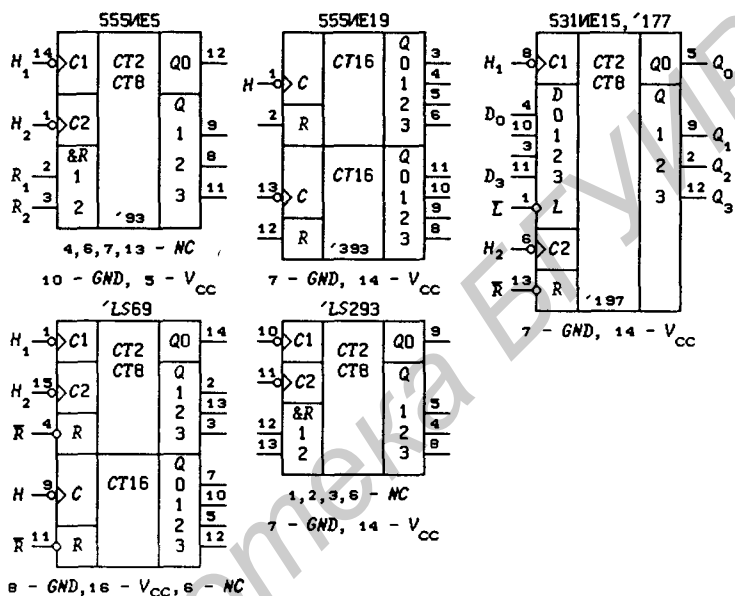 555ИЕ5
H1 14 C1 CT2 CT8 Q0 12
H2 1 C2 Q
1 9
&R
R1 2 1 2 8
R2 3 2 3 11
'93
4,6,7,13 - NC
10 - GND, 5 - VCC
555ИЕ19
H 1 C CT16 Q
0 3
1 4
2 5
2 R 3 6
13 C CT16 Q
0 11
1 10
2 9
12 R 3 8
'393
7 - GND, 14 - VCC
531ИЕ15,'177
H1 8 C1 CT2 CT8 Q0 5 Q0
D Q
D0 4 0
10 1 1 9 Q1
3 2 2 2 Q2
D3 11 3 3 12 Q3
L 1 L
H2 6 C2
R 13 R
'197
7 - GND, 14 - VCC
'LS69
H1 1 C1 CT2 CT8 Q0 14
H2 15 C2 Q
1 2
2 13
R 4 R 3 3
H 9 C CT16 Q
0 7
1 10
2 5
R 11 R 3 12
8 - GND,16 - VCC,6 - NC
'LS293
10 C1 CT2 CT8 Q0 9
11 C2 Q
&R
12 1 1 5
13 2 2 4
3 8
1,2,3,6 - NC
7 - GND, 14 - VCC
отека БГУИР